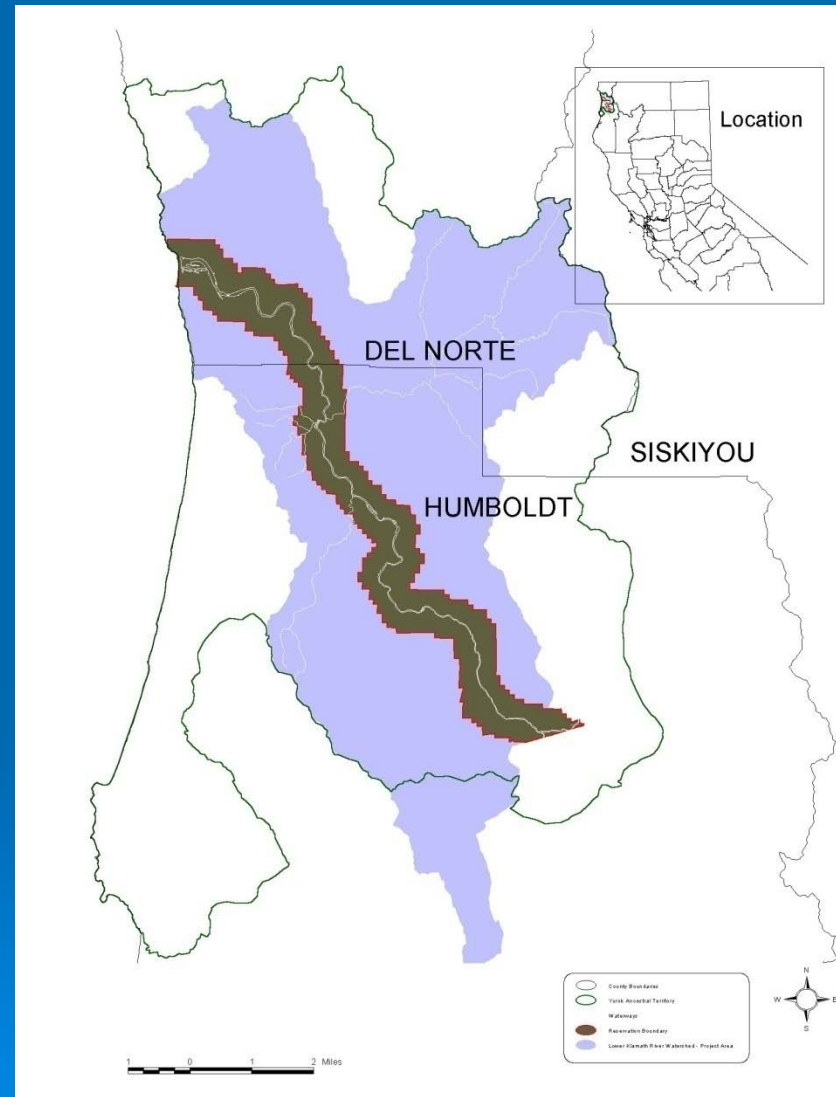 Location
DEL NORTE
SISKIYOU
HUMBOLDT
County Boundaries
Yurok Ancestral Territory
Waterways
Reservation Boundary
Lower Klamath River Watershed - Project Area
N
W E
S
1 0 1 2 Miles